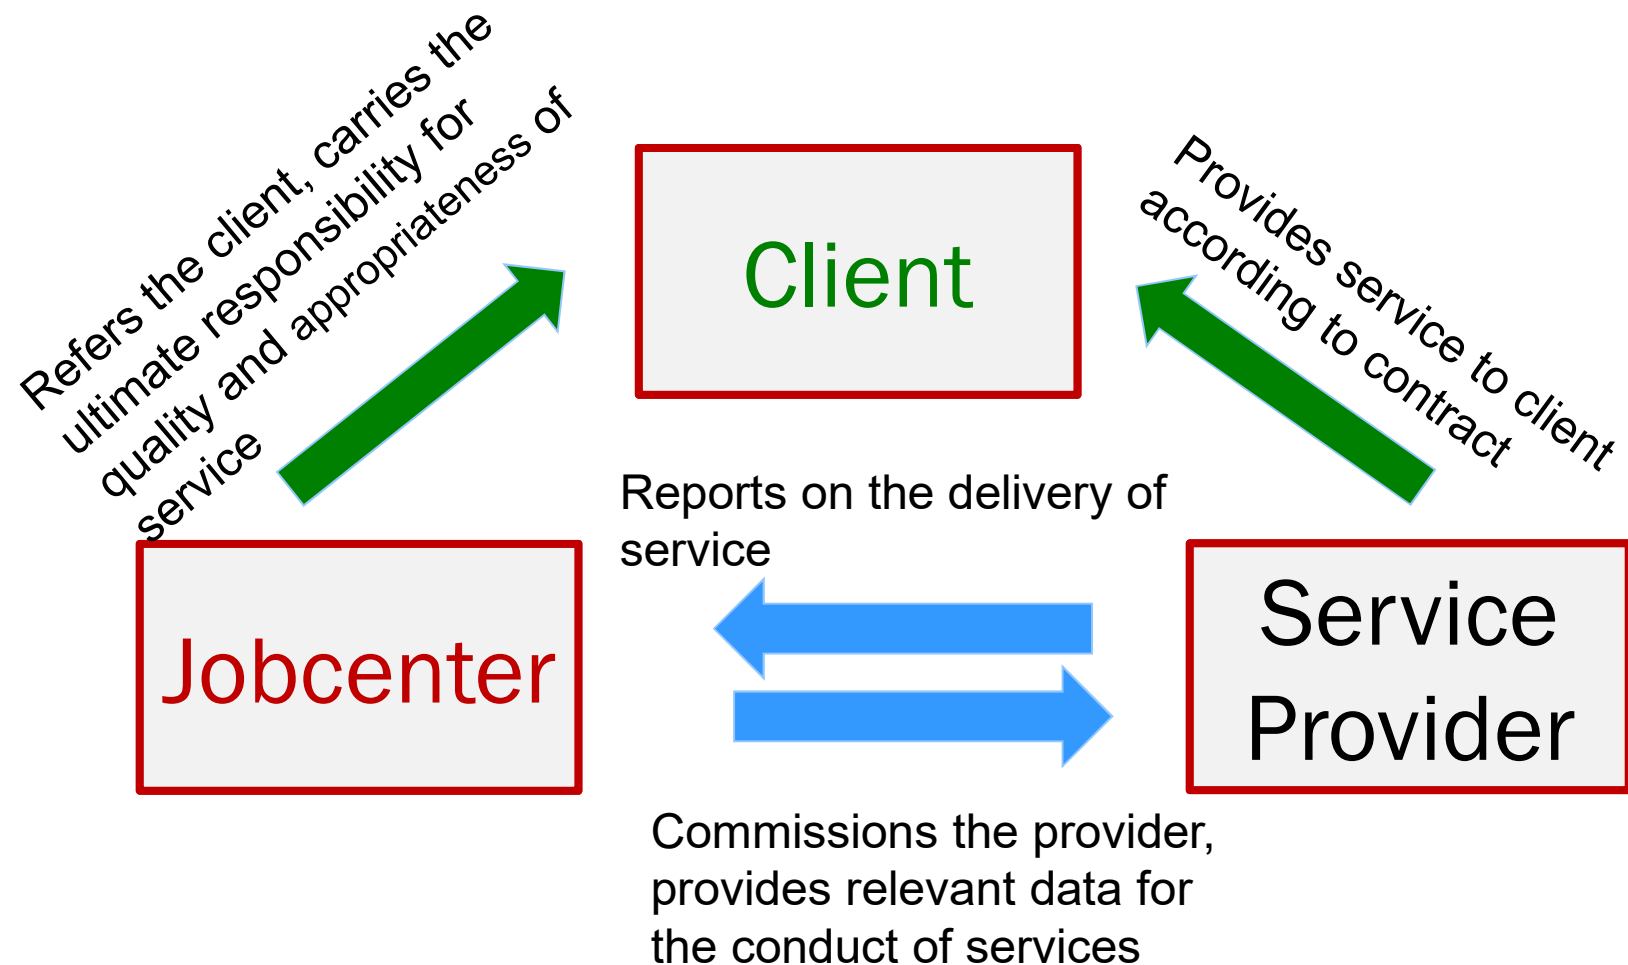 Refers the client, carries the
ultimate responsibility for
quality and appropriateness of
service
Client
Provides service to client
according to contract
Reports on the delivery of
service
Jobcenter
Service
Provider
Commissions the provider,
provides relevant data for
the conduct of services